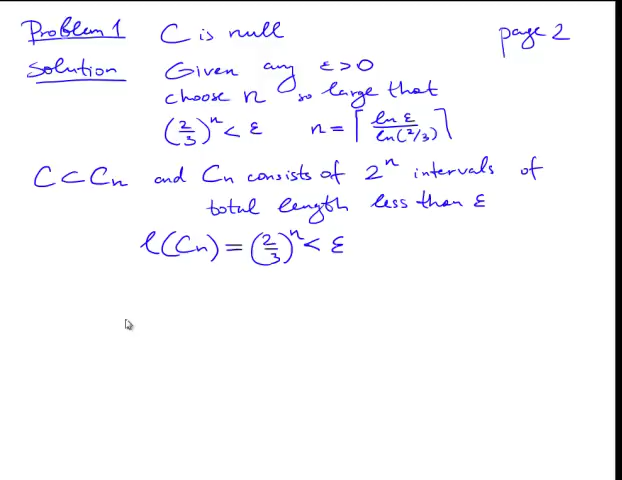 Problem 1 C is null page 2
Solution Given any ε>0
choose n so large that
(2/3)^n < ε n = ⌈ln ε / ln(2/3)⌉
C ⊂ Cn and Cn consists of 2^n intervals of
total length less than ε
l(Cn) = (2/3)^n < ε